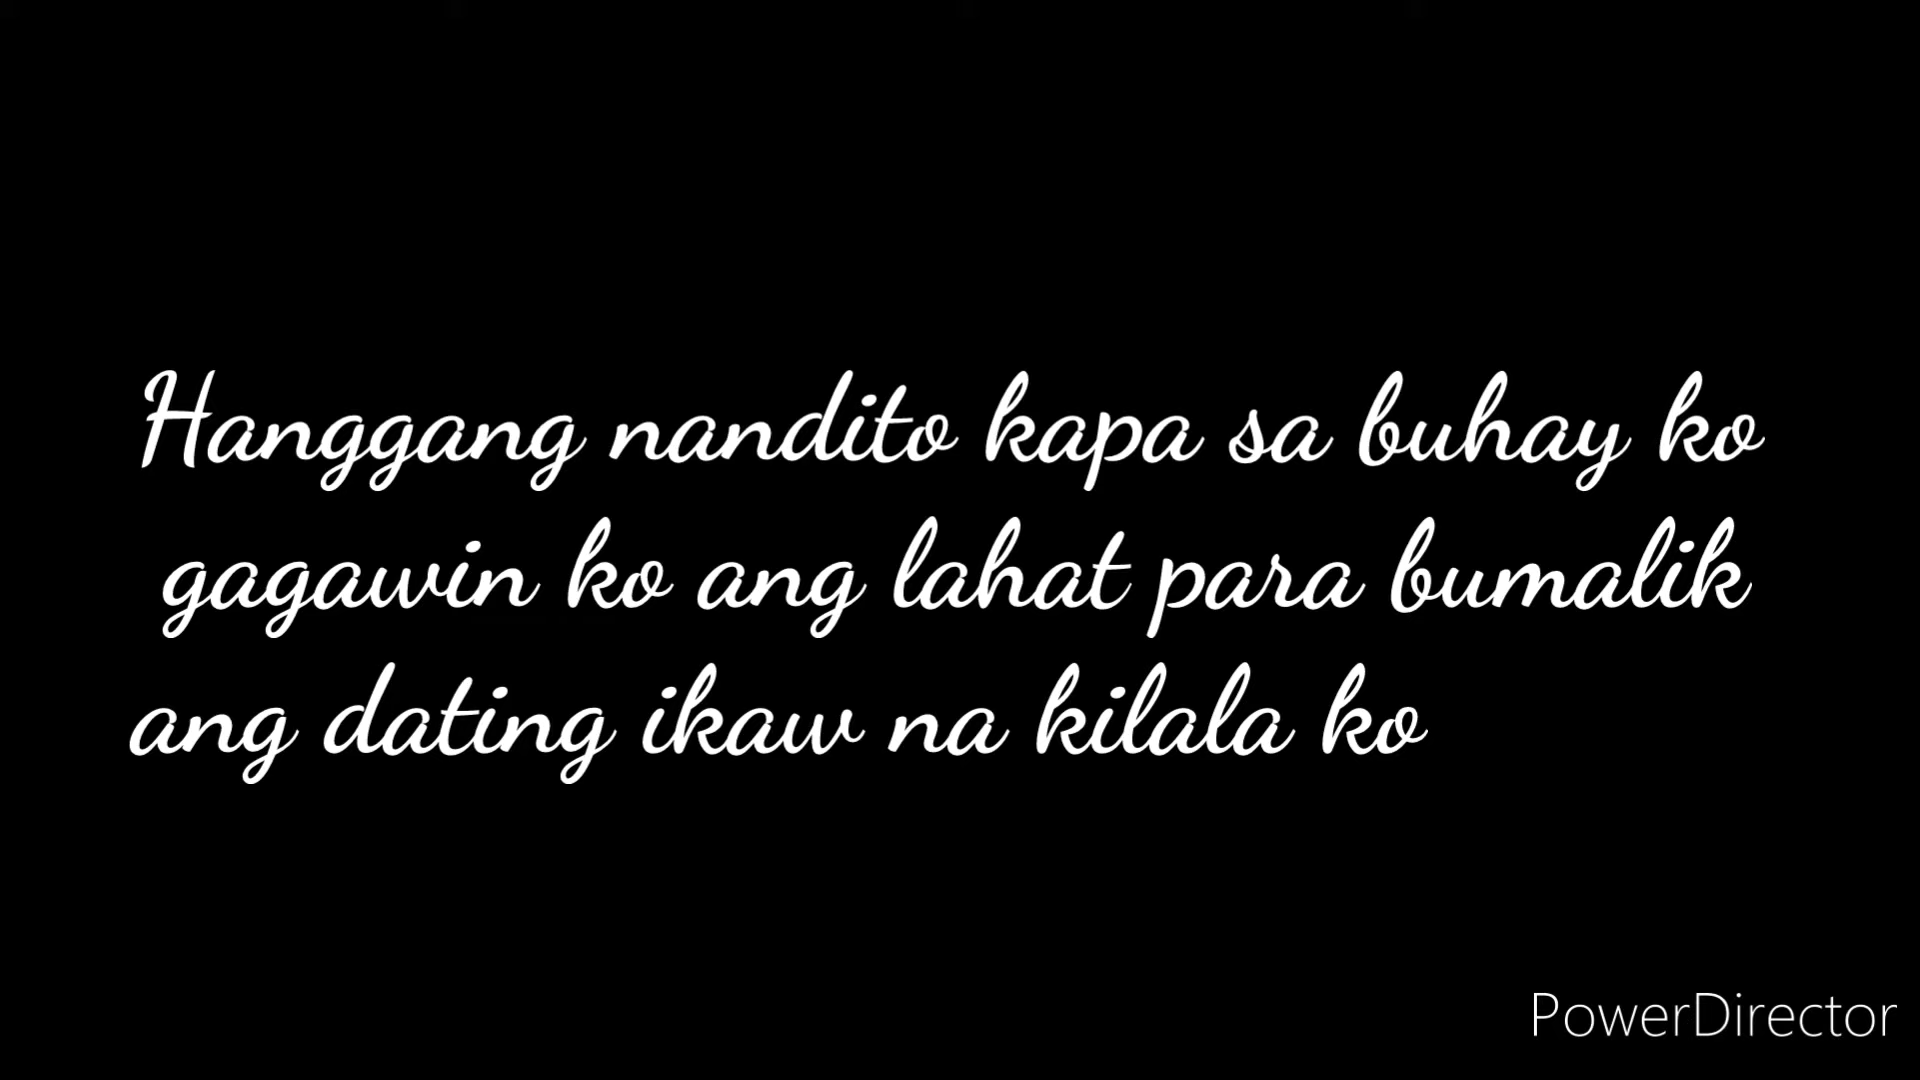 Hanggang nandito kapa sa buhay ko
gagawin ko ang lahat para bumalik
ang dating ikaw na kilala ko
PowerDirector